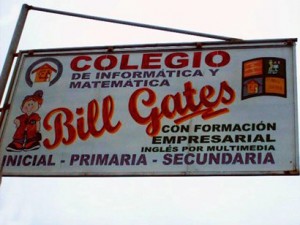 COLEGIO
DE INFORMÁTICA Y
MATEMÁTICA
Bill Gates
CON FORMACIÓN
EMPRESARIAL
INGLÉS POR MULTIMEDIA
INICIAL - PRIMARIA - SECUNDARIA